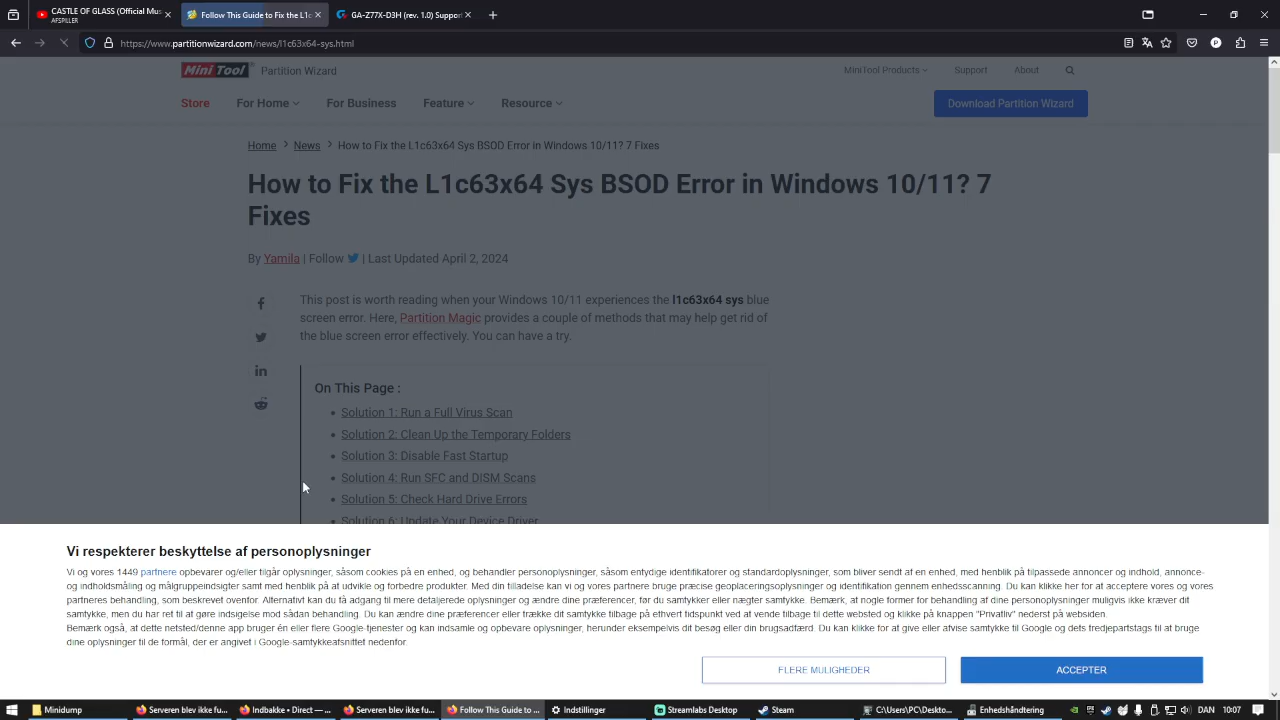 CASTLE OF GLASS (Official Mus
AFSPILLER
Follow This Guide to Fix the L1c
GA-Z77X-D3H (rev. 1.0) Support
https://www.partitionwizard.com/news/l1c63x64-sys.html
Mini Tool Partition Wizard
MiniTool Products Support About
Store For Home For Business Feature Resource
Download Partition Wizard
Home News How to Fix the L1c63x64 Sys BSOD Error in Windows 10/11? 7 Fixes
How to Fix the L1c63x64 Sys BSOD Error in Windows 10/11? 7
Fixes
By Yamila | Follow | Last Updated April 2, 2024
This post is worth reading when your Windows 10/11 experiences the l1c63x64 sys blue
screen error. Here, Partition Magic provides a couple of methods that may help get rid of
the blue screen error effectively. You can have a try.
On This Page :
Solution 1: Run a Full Virus Scan
Solution 2: Clean Up the Temporary Folders
Solution 3: Disable Fast Startup
Solution 4: Run SFC and DISM Scans
Solution 5: Check Hard Drive Errors
Solution 6: Update Your Device Driver
Vi respekterer beskyttelse af personoplysninger
Vi og vores 1449 partnere opbevarer og/eller tilgår oplysninger, såsom cookies på en enhed, og behandler personoplysninger, såsom entydige identifikatorer og standardoplysninger, som bliver sendt af en enhed, med henblik på tilpassede annoncer og indhold, annonce-
og indholdsmåling og målgruppeindsigter samt med henblik på at udvikle og forbedre produkter. Med din tilladelse kan vi og vores partnere bruge præcise geoplaceringsoplysninger og identifikation gennem enhedsscanning. Du kan klikke her for at acceptere vores og vores
partneres behandling, som beskrevet ovenfor. Alternativt kan du få adgang til mere detaljerede oplysninger og ændre dine præferencer, før du samtykker eller nægter samtykke. Bemærk, at nogle former for behandling af dine personoplysninger muligvis ikke kræver dit
samtykke, men du har ret til at gøre indsigelse mod sådan behandling. Du kan ændre dine præferencer eller trække dit samtykke tilbage på ethvert tidspunkt ved at vende tilbage til dette websted og klikke på knappen "Privatliv" nederst på websiden.
Bemærk også, at dette netsted/denne app bruger én eller flere Google-tjenester og kan indsamle og opbevare oplysninger, herunder eksempelvis dit besøg eller din brugsadfærd. Du kan klikke for at give eller afvise samtykke til Google og dets tredjepartstags til at bruge
dine oplysninger til de formål, der er angivet i Google-samtykkeafsnittet nedenfor.
FLERE MULIGHEDER ACCEPTER
Minidump Serveren blev ikke fu... Indbakke • Direct — ... Serveren blev ikke fu... Follow This Guide to ... Indstillinger Streamlabs Desktop Steam C:\Users\PC\Deskto... Enhedshåndtering DAN 10:07